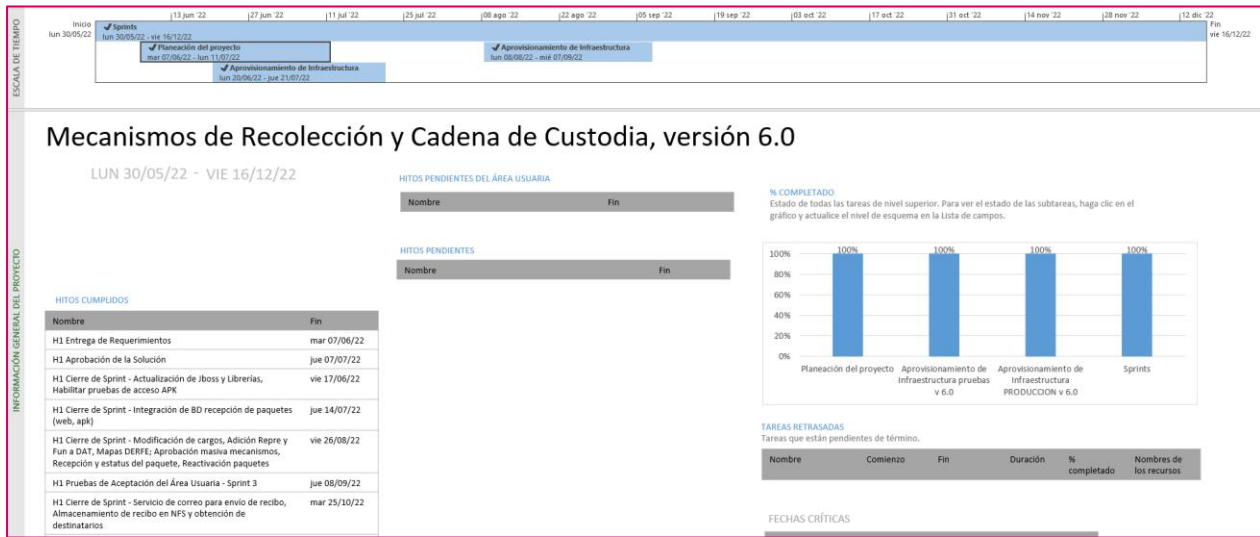 ESCALA DE TIEMPO
Inicio
lun 30/05/22
13 jun '22
27 jun '22
11 jul '22
25 jul '22
08 ago '22
22 ago '22
05 sep '22
19 sep '22
03 oct '22
17 oct '22
31 oct '22
14 nov '22
28 nov '22
12 dic '22
Fin
vie 16/12/22
Sprints
lun 30/05/22 - vie 16/12/22
Planeación del proyecto
mar 07/06/22 - lun 11/07/22
Aprovisionamiento de Infraestructura
lun 08/08/22 - mié 07/09/22
Aprovisionamiento de Infraestructura
lun 20/06/22 - jue 21/07/22
INFORMACIÓN GENERAL DEL PROYECTO
Mecanismos de Recolección y Cadena de Custodia, versión 6.0
LUN 30/05/22 - VIE 16/12/22
HITOS CUMPLIDOS
Nombre Fin
H1 Entrega de Requerimientos mar 07/06/22
H1 Aprobación de la Solución jue 07/07/22
H1 Cierre de Sprint - Actualización de Jboss y Librerías, vie 17/06/22
Habilitar pruebas de acceso APK
H1 Cierre de Sprint - Integración de BD recepción de paquetes jue 14/07/22
(web, apk)
H1 Cierre de Sprint - Modificación de cargos, Adición Repre y vie 26/08/22
Fun a DAT, Mapas DERFE; Aprobación masiva mecanismos,
Recepción y estatus del paquete, Reactivación paquetes
H1 Pruebas de Aceptación del Área Usuaria - Sprint 3 jue 08/09/22
H1 Cierre de Sprint - Servicio de correo para envío de recibo, mar 25/10/22
Almacenamiento de recibo en NFS y obtención de
destinatarios
HITOS PENDIENTES DEL ÁREA USUARIA
Nombre Fin
HITOS PENDIENTES
Nombre Fin
% COMPLETADO
Estado de todas las tareas de nivel superior. Para ver el estado de las subtareas, haga clic en el
gráfico y actualice el nivel de esquema en la Lista de campos.
100%
80%
60%
40%
20%
0%
100% 100% 100% 100%
Planeación del proyecto
Aprovisionamiento de
Infraestructura pruebas
v 6.0
Aprovisionamiento de
Infraestructura
PRODUCCION v 6.0
Sprints
TAREAS RETRASADAS
Tareas que están pendientes de término.
Nombre Comienzo Fin Duración % Nombres de
completado los recursos
FECHAS CRÍTICAS